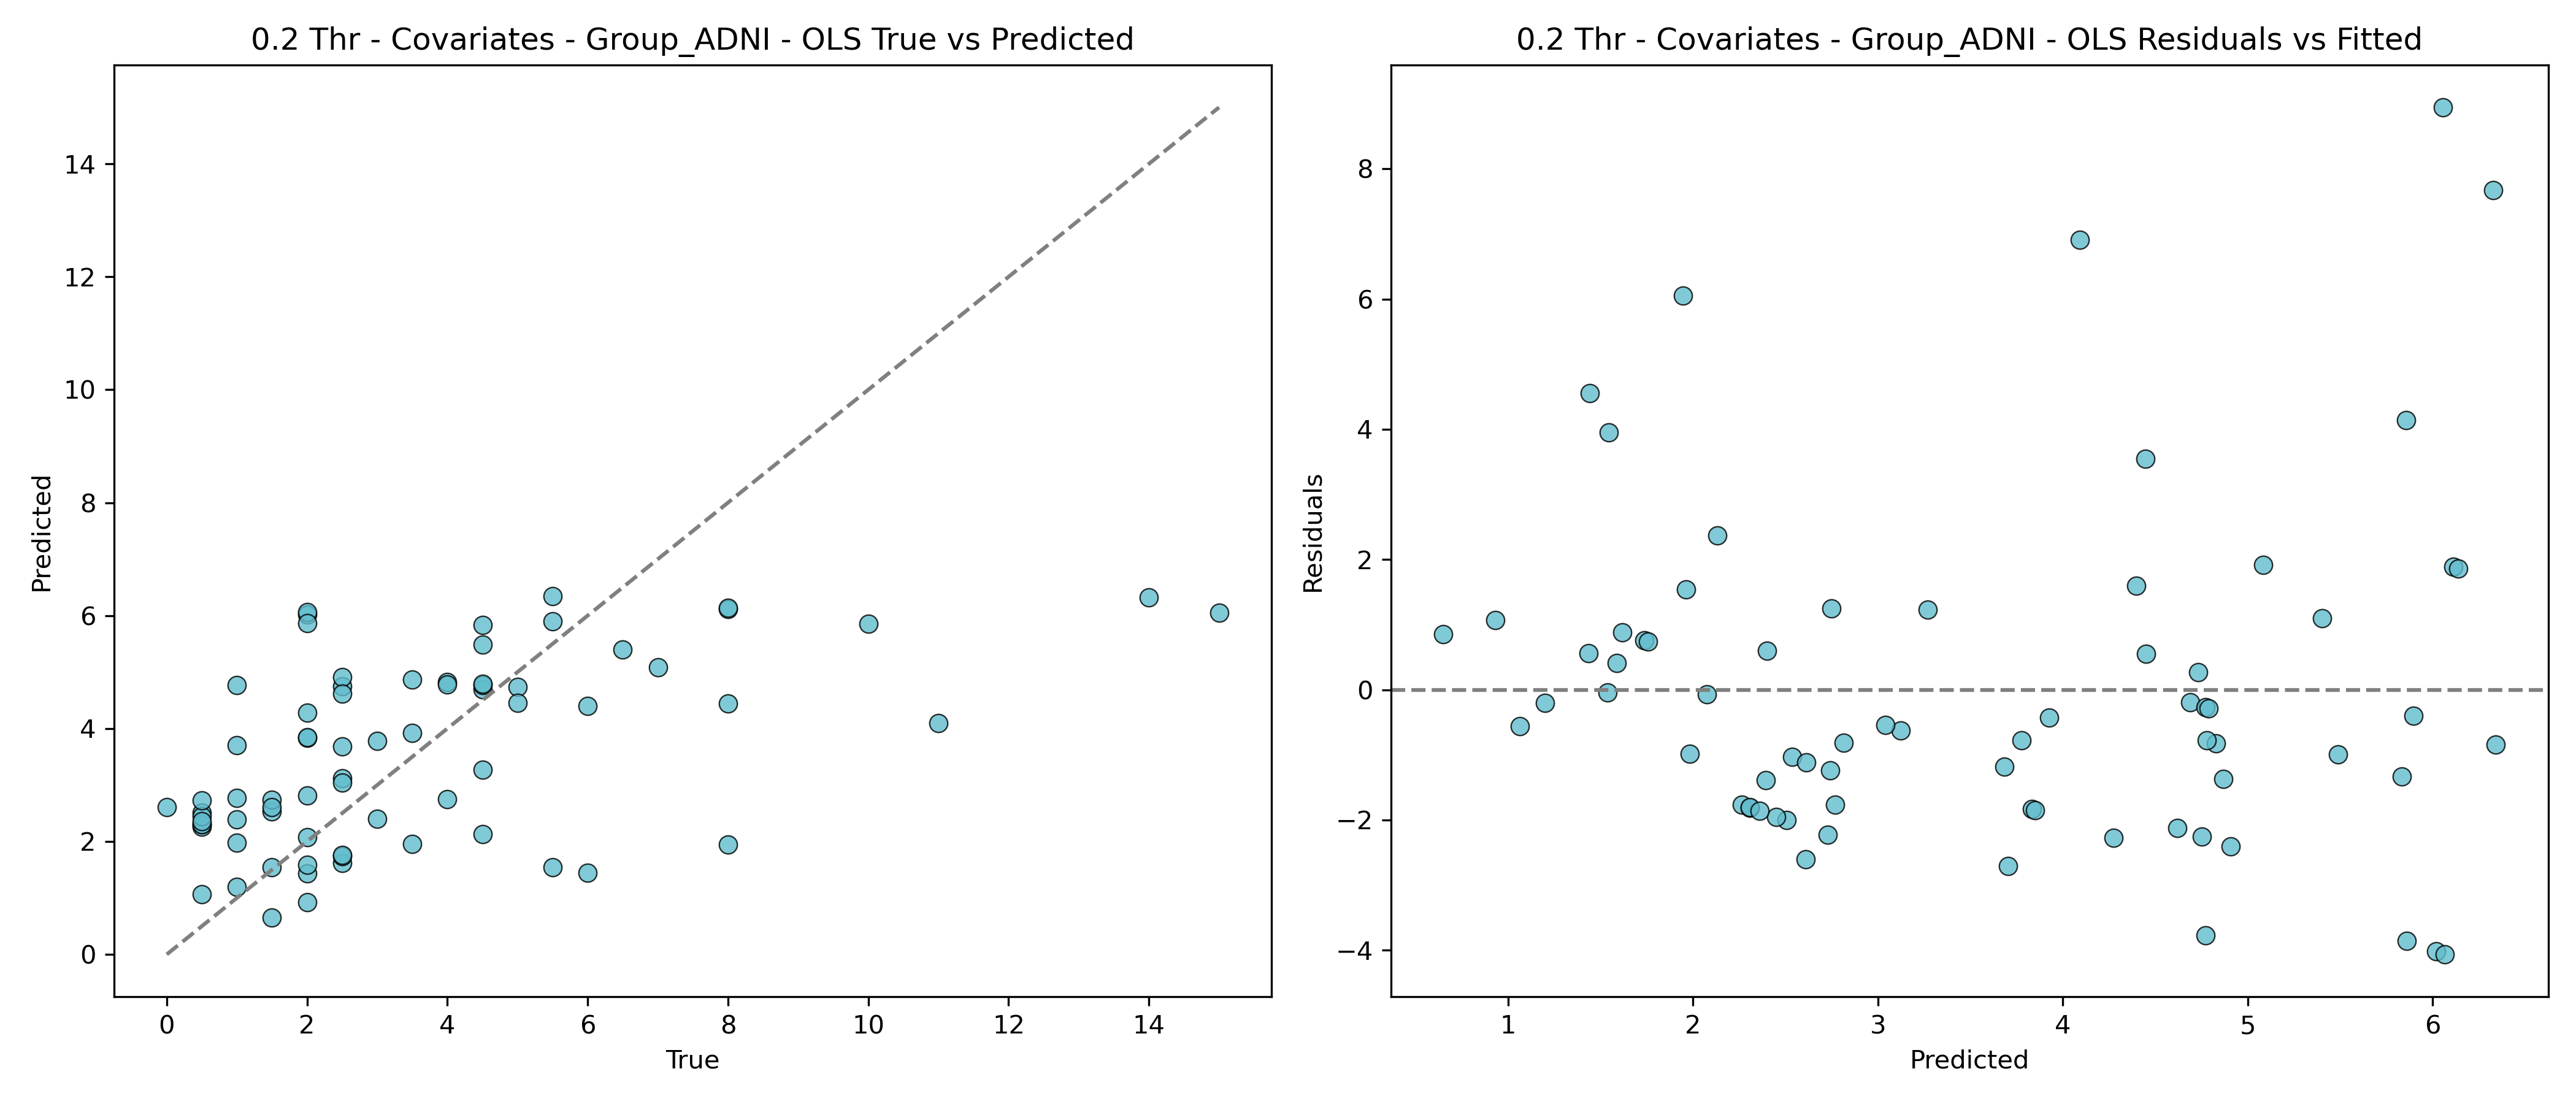 0.2 Thr - Covariates - Group_ADNI - OLS True vs Predicted
Predicted
14
12
10
8
6
4
2
0
0 2 4 6 8 10 12 14
True
0.2 Thr - Covariates - Group_ADNI - OLS Residuals vs Fitted
Residuals
8
6
4
2
0
−2
−4
1 2 3 4 5 6
Predicted